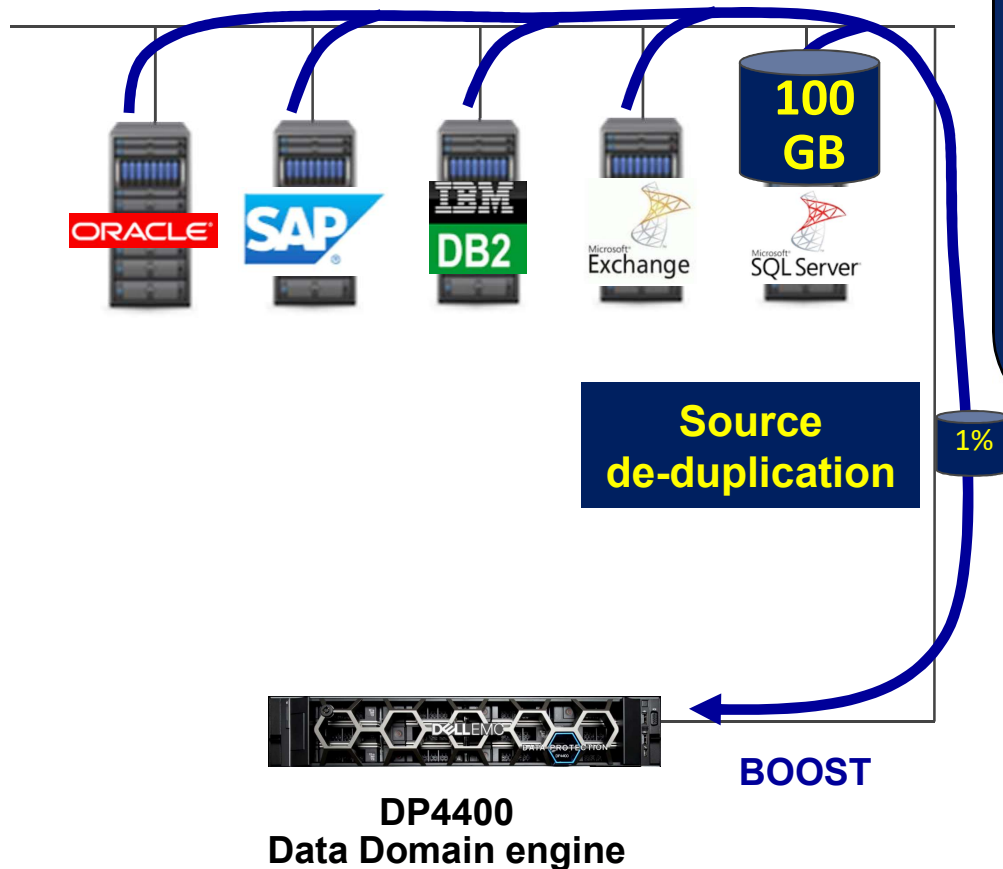 100
GB
ORACLE®
SAP®
IBM
DB2
Microsoft®
Exchange
Microsoft®
SQL Server
Source
de-duplication
1%
DELLEMC
DATA PROTECTION
DP4400
BOOST
DP4400
Data Domain engine